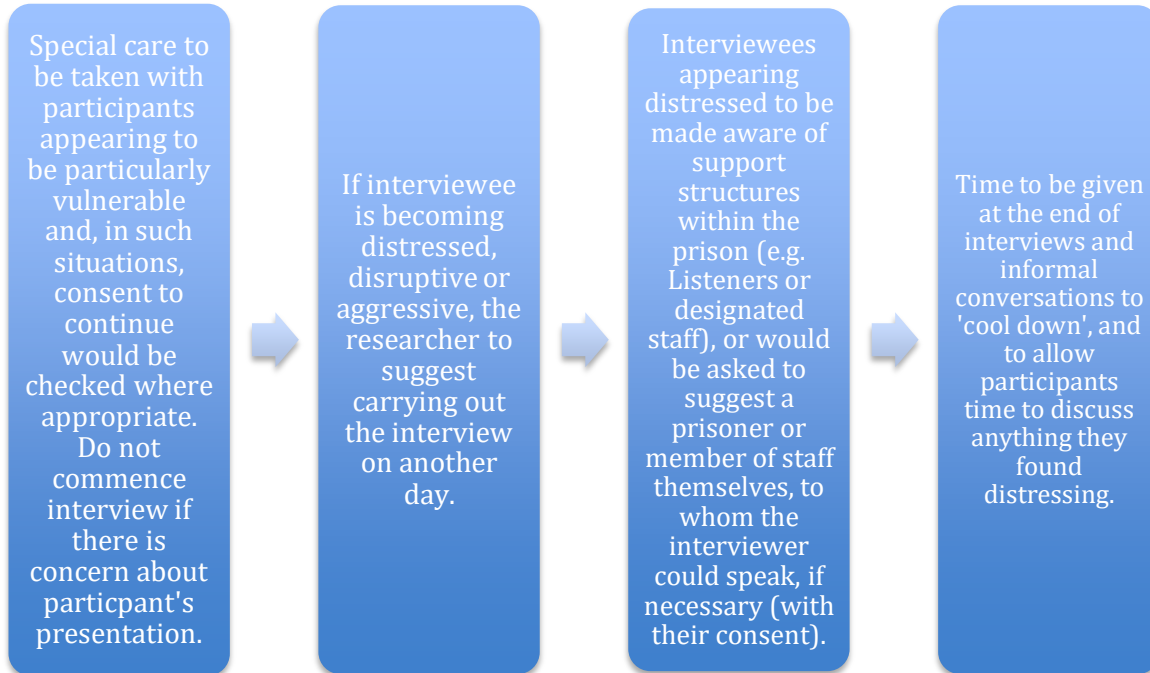 Special care to
be taken with
participants
appearing to
be particularly
vulnerable
and, in such
situations,
consent to
continue
would be
checked where
appropriate.
Do not
commence
interview if
there is
concern about
particpant's
presentation.
If interviewee
is becoming
distressed,
disruptive or
aggressive, the
researcher to
suggest
carrying out
the interview
on another
day.
Interviewees
appearing
distressed to be
made aware of
support
structures
within the
prison (e.g.
Listeners or
designated
staff), or would
be asked to
suggest a
prisoner or
member of staff
themselves, to
whom the
interviewer
could speak, if
necessary (with
their consent).
Time to be given
at the end of
interviews and
informal
conversations to
'cool down', and
to allow
participants
time to discuss
anything they
found
distressing.